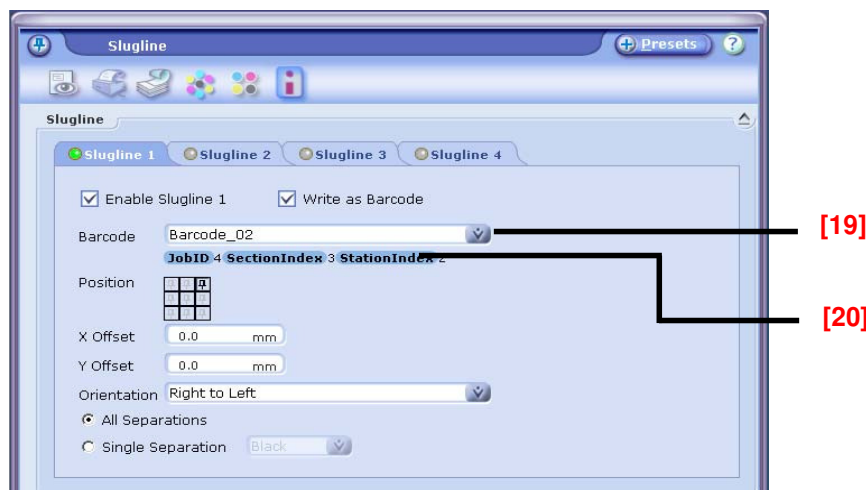 Slugline
Presets ?
Slugline
Slugline 1 Slugline 2 Slugline 3 Slugline 4
Enable Slugline 1 Write as Barcode
Barcode Barcode_02 [19]
JobID 4 SectionIndex 3 StationIndex 2
Position
[20]
X Offset 0.0 mm
Y Offset 0.0 mm
Orientation Right to Left
All Separations
Single Separation Black